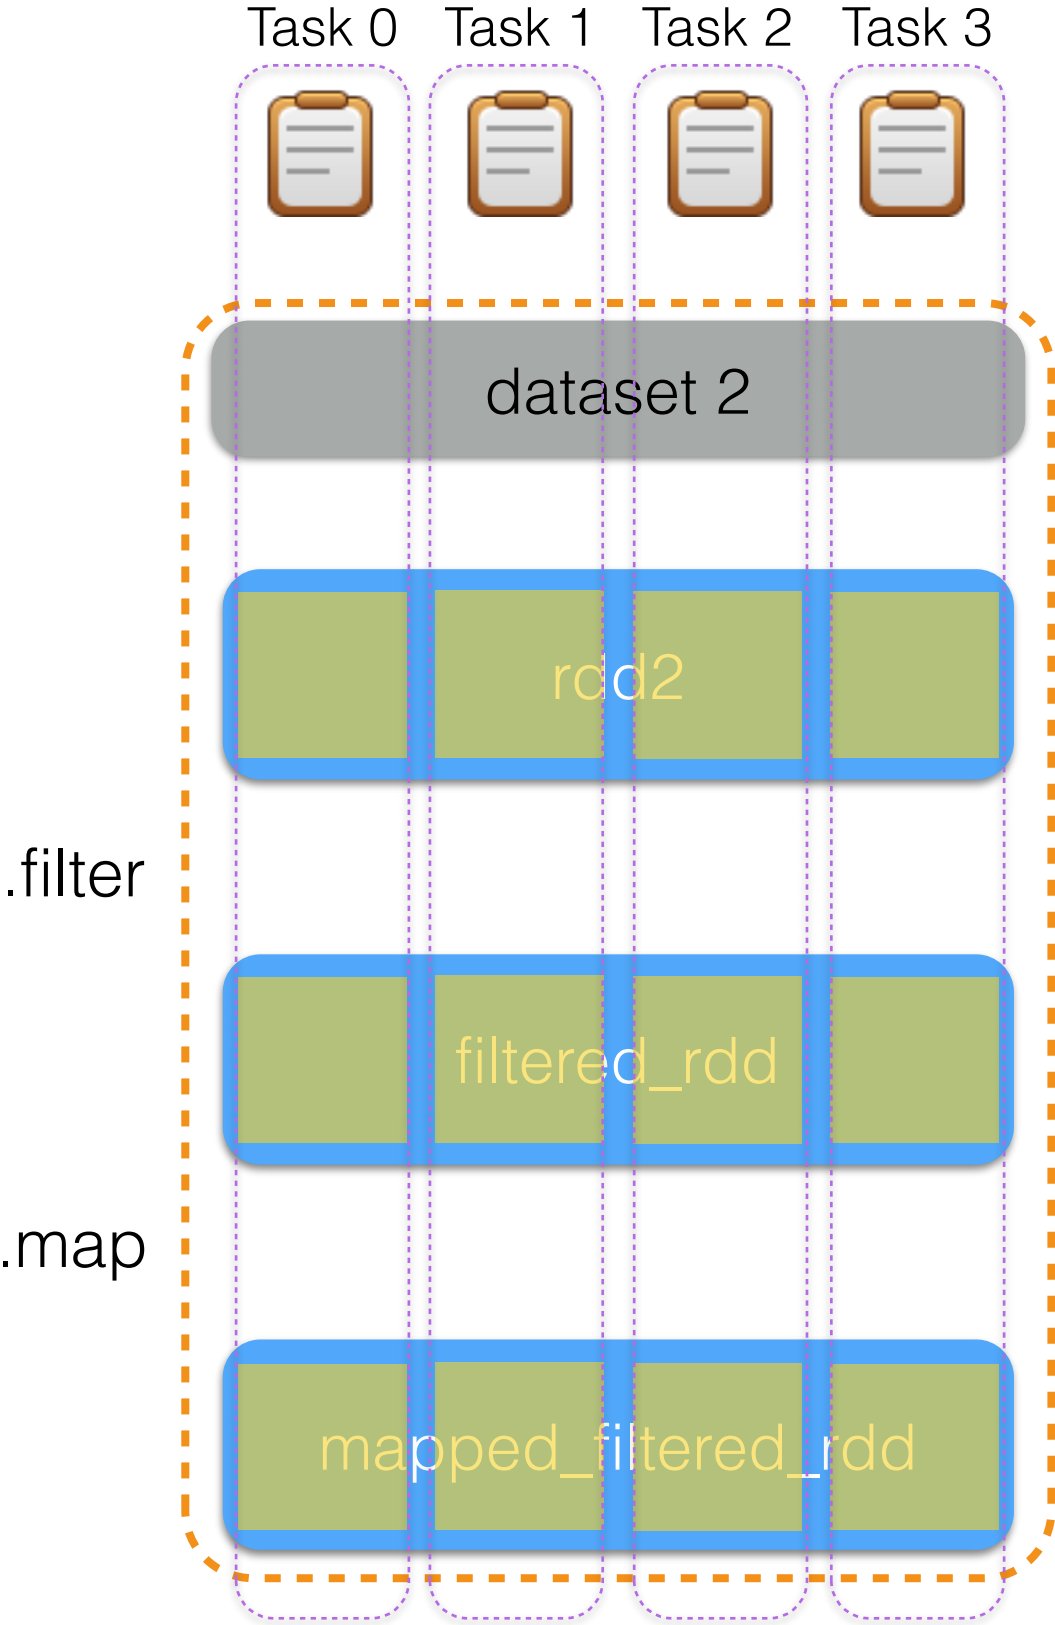 Task 0 Task 1 Task 2 Task 3
dataset 2
rdd2
.filter
filtered_rdd
.map
mapped_filtered_rdd